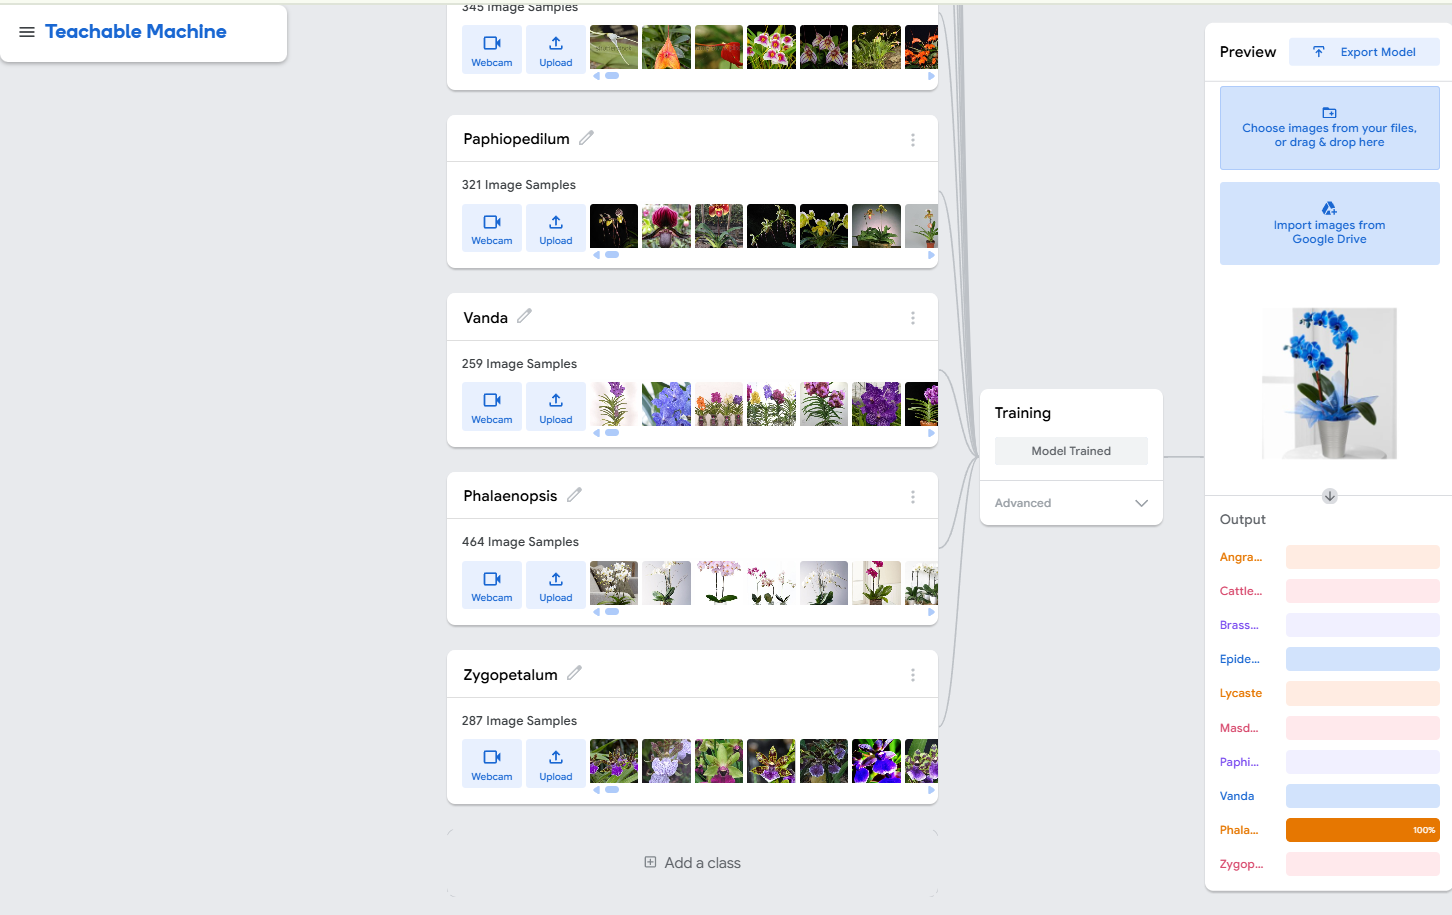 Teachable Machine
345 Image Samples
Webcam
Upload
Paphiopedilum
321 Image Samples
Webcam
Upload
Vanda
259 Image Samples
Webcam
Upload
Phalaenopsis
464 Image Samples
Webcam
Upload
Zygopetalum
287 Image Samples
Webcam
Upload
Add a class
Training
Model Trained
Advanced
Preview
Export Model
Choose images from your files,
or drag & drop here
Import images from
Google Drive
Output
Angra...
Cattle...
Brass...
Epide...
Lycaste
Masd...
Paphi...
Vanda
Phala...
100%
Zygop...